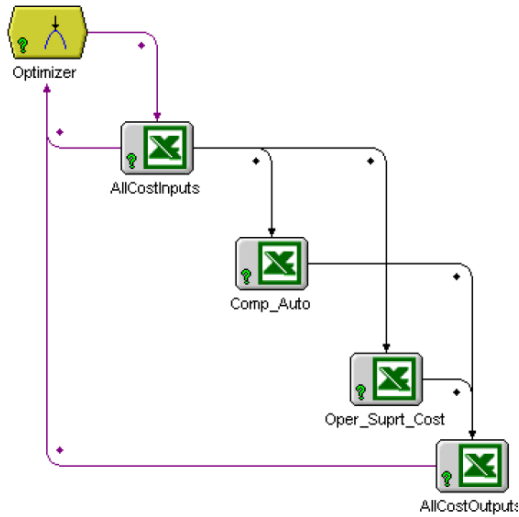 Optimizer
AllCostInputs
Comp_Auto
Oper_Suprt_Cost
AllCostOutputs